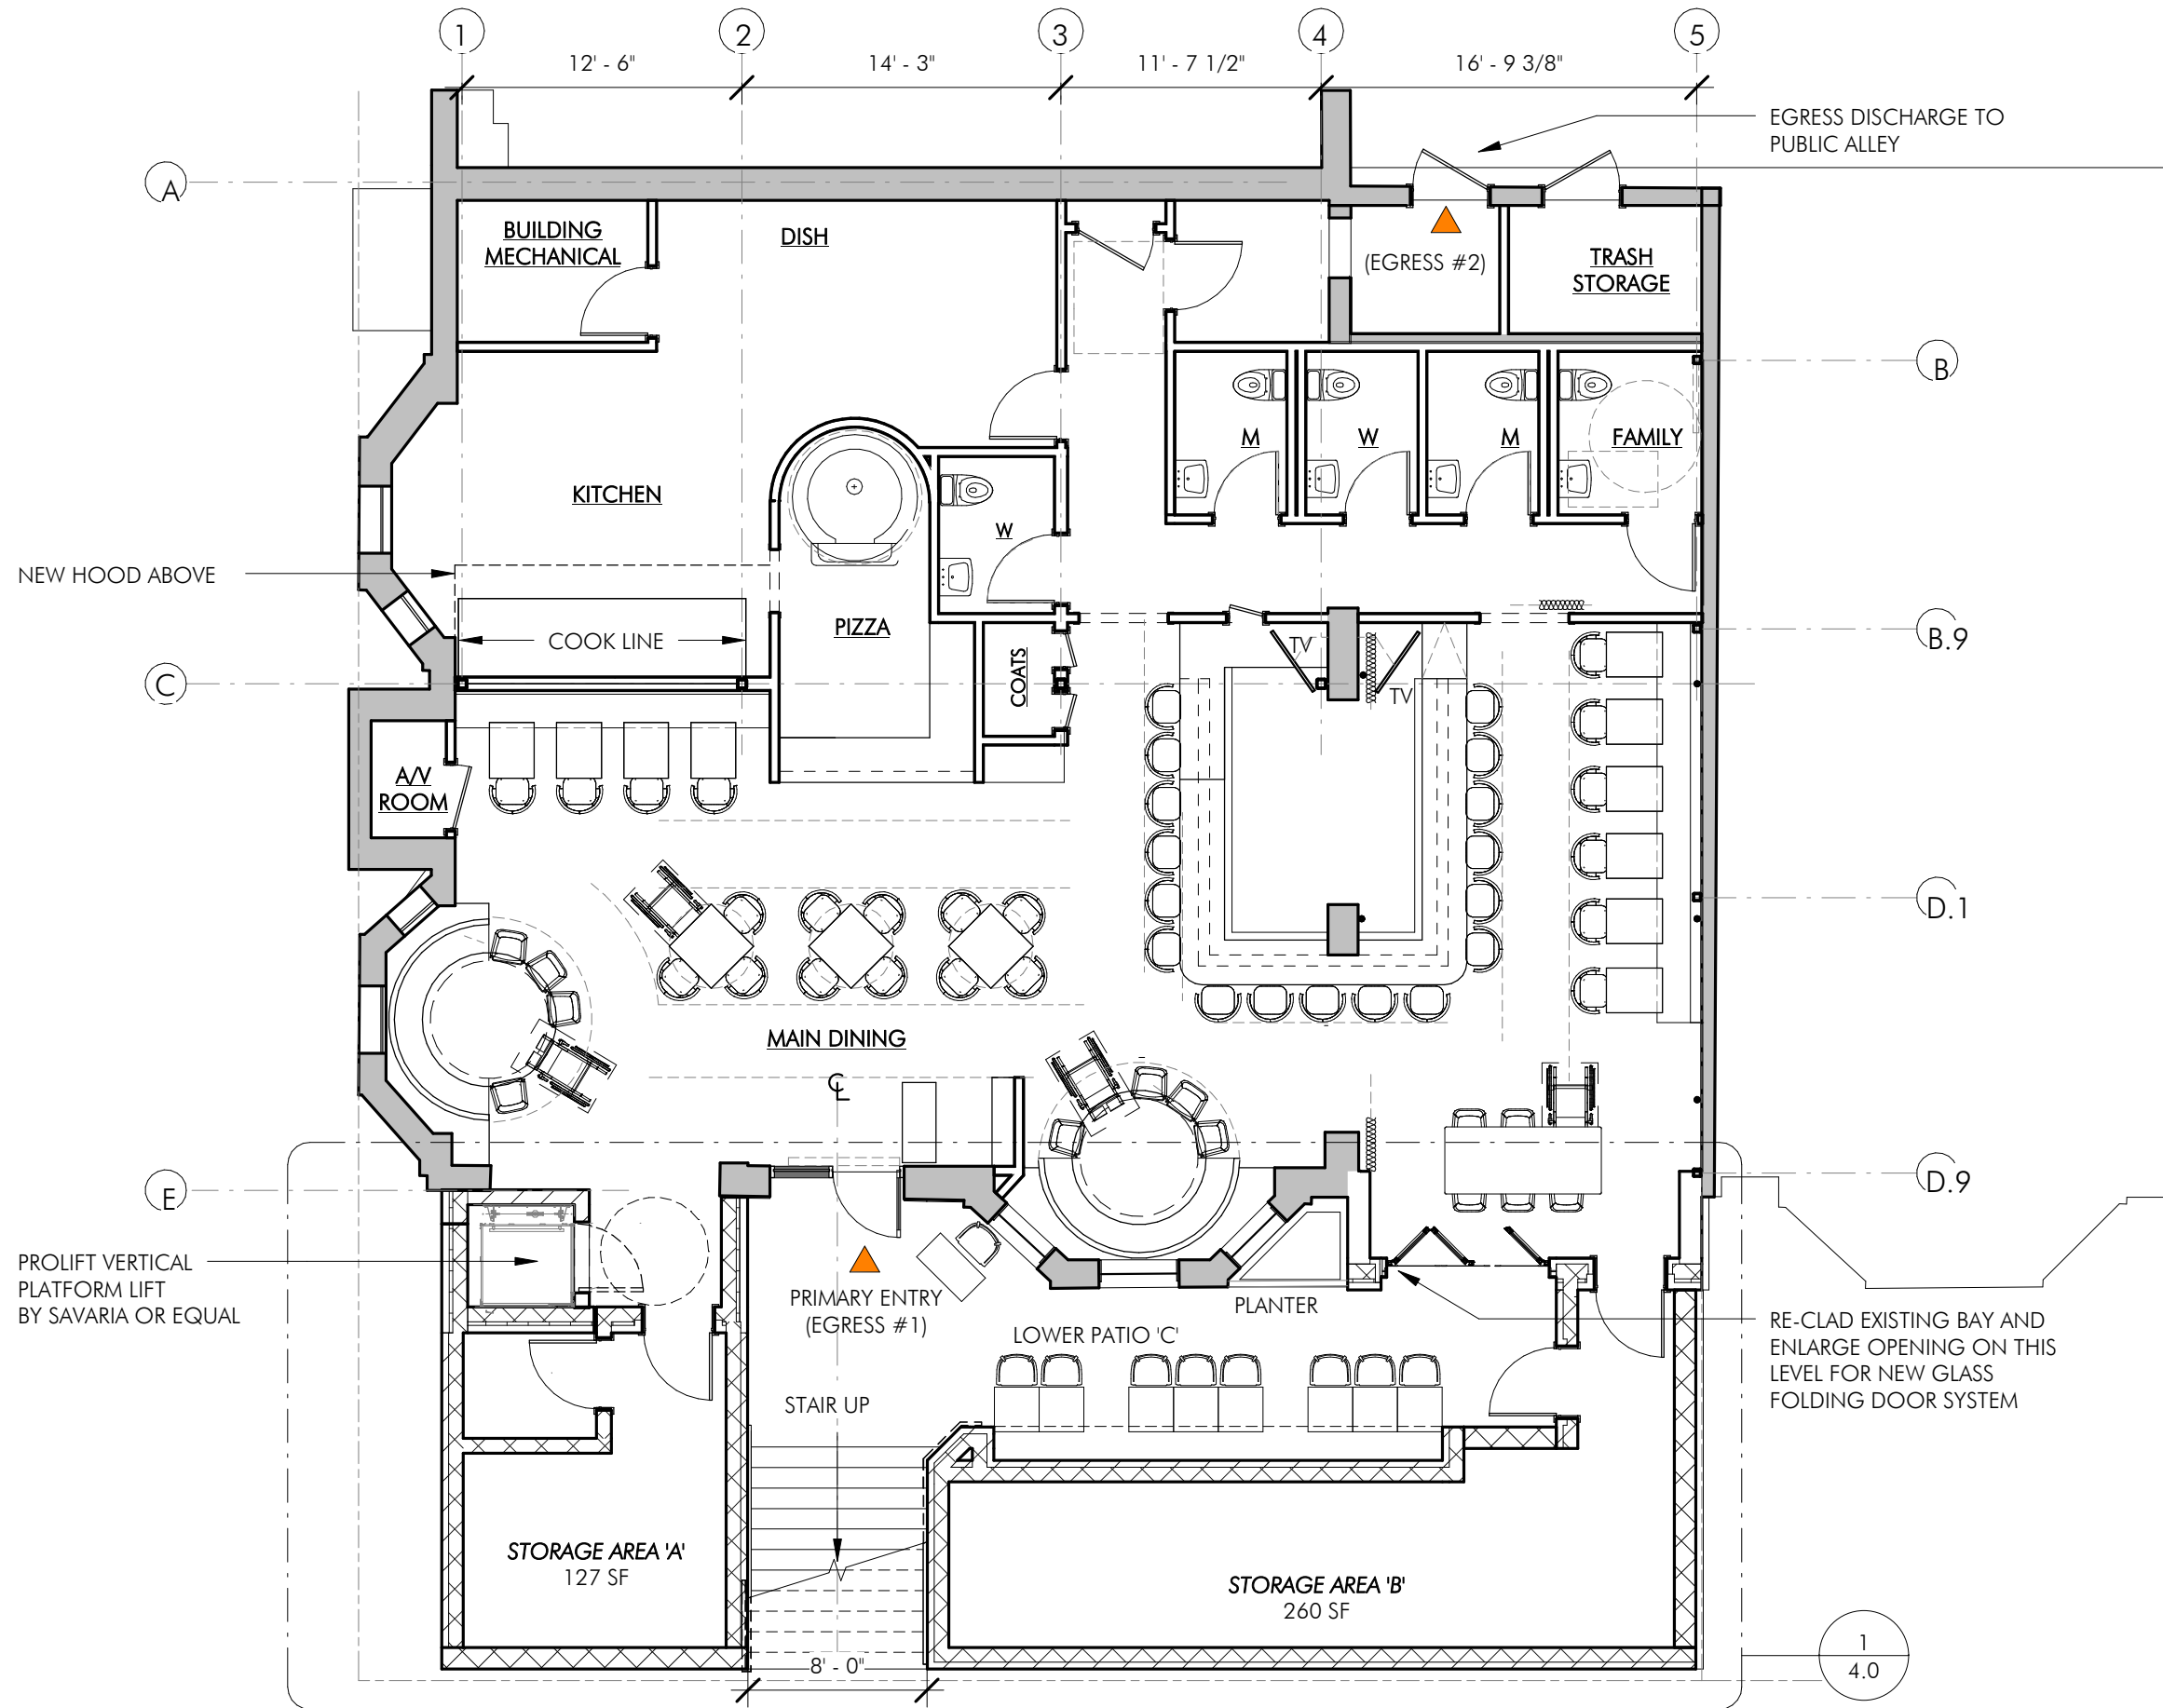 1
2
3
4
5
12' - 6"
14' - 3"
11' - 7 1/2"
16' - 9 3/8"
EGRESS DISCHARGE TO
PUBLIC ALLEY
A
BUILDING
MECHANICAL
DISH
(EGRESS #2)
TRASH
STORAGE
B
M
W
M
FAMILY
KITCHEN
W
NEW HOOD ABOVE
COOK LINE
PIZZA
TV
B.9
C
COATS
TV
A/V
ROOM
D.1
MAIN DINING
CL
E
D.9
PROLIFT VERTICAL
PLATFORM LIFT
BY SAVARIA OR EQUAL
PRIMARY ENTRY
(EGRESS #1)
PLANTER
LOWER PATIO 'C'
RE-CLAD EXISTING BAY AND
ENLARGE OPENING ON THIS
LEVEL FOR NEW GLASS
FOLDING DOOR SYSTEM
STAIR UP
STORAGE AREA 'A'
127 SF
STORAGE AREA 'B'
260 SF
8' - 0"
1
4.0